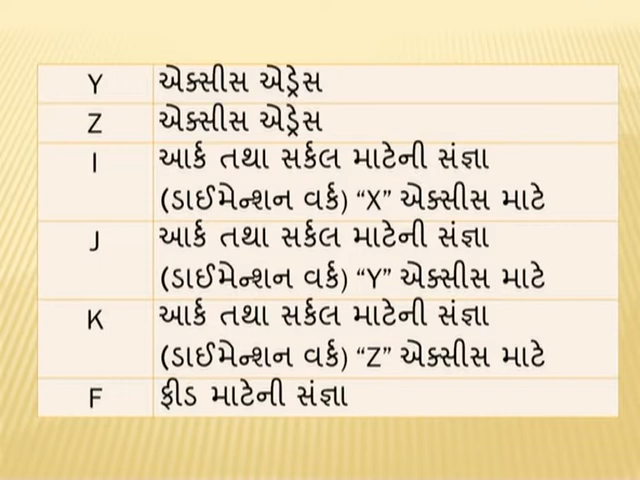 Y એક્સીસ એડ્રેસ
Z એક્સીસ એડ્રેસ
I આર્ક તથા સર્કલ માટેની સંજ્ઞા
(ડાઈમેન્શન વર્ક) “X” એક્સીસ માટે
J આર્ક તથા સર્કલ માટેની સંજ્ઞા
(ડાઈમેન્શન વર્ક) “Y” એક્સીસ માટે
K આર્ક તથા સર્કલ માટેની સંજ્ઞા
(ડાઈમેન્શન વર્ક) “Z” એક્સીસ માટે
F ફીડ માટેની સંજ્ઞા